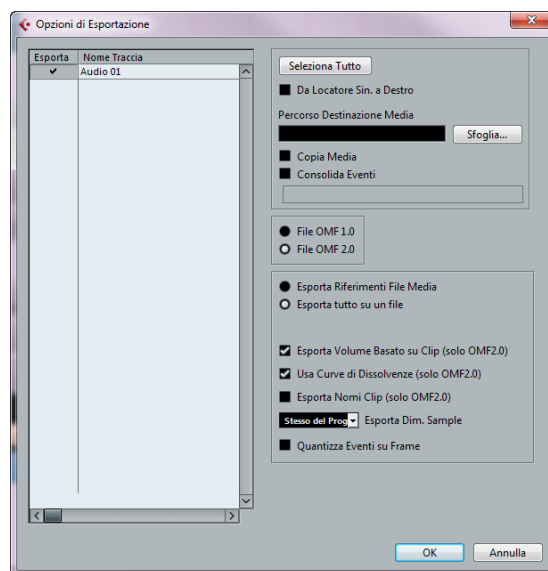 Opzioni di Esportazione
Esporta Nome Traccia
Audio 01
Seleziona Tutto
Da Locatore Sin. a Destro
Percorso Destinazione Media
Sfoglia...
Copia Media
Consolida Eventi
File OMF 1.0
File OMF 2.0
Esporta Riferimenti File Media
Esporta tutto su un file
Esporta Volume Basato su Clip (solo OMF2.0)
Usa Curve di Dissolvenze (solo OMF2.0)
Esporta Nomi Clip (solo OMF2.0)
Stesso del Prog Esporta Dim. Sample
Quantizza Eventi su Frame
OK Annulla